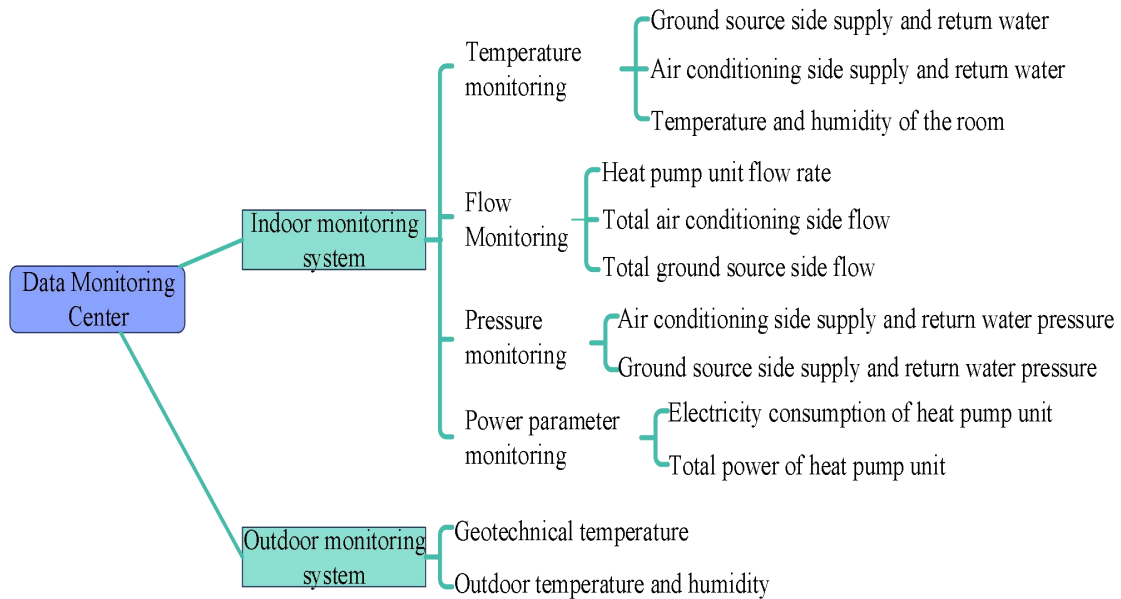 Data Monitoring
Center
Indoor monitoring
system
Temperature
monitoring
Ground source side supply and return water
Air conditioning side supply and return water
Temperature and humidity of the room
Flow
Monitoring
Heat pump unit flow rate
Total air conditioning side flow
Total ground source side flow
Pressure
monitoring
Air conditioning side supply and return water pressure
Ground source side supply and return water pressure
Power parameter
monitoring
Electricity consumption of heat pump unit
Total power of heat pump unit
Outdoor monitoring
system
Geotechnical temperature
Outdoor temperature and humidity